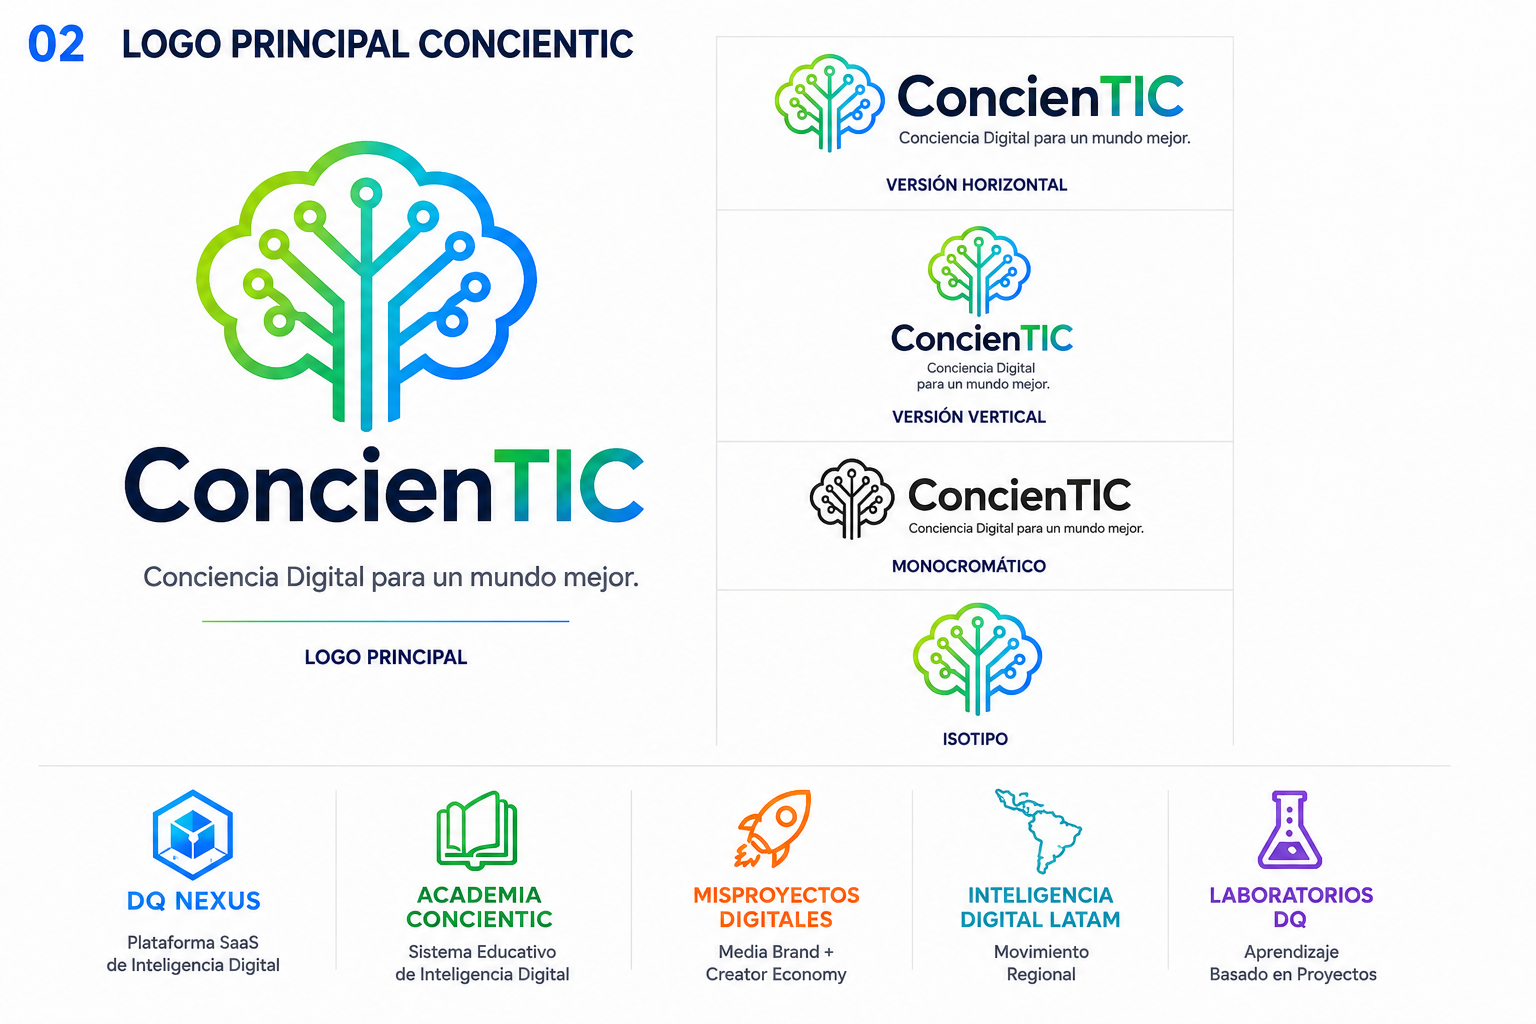 02 LOGO PRINCIPAL CONCIENTIC
ConcienTIC
Conciencia Digital para un mundo mejor.
LOGO PRINCIPAL
ConcienTIC
Conciencia Digital para un mundo mejor.
VERSIÓN HORIZONTAL
ConcienTIC
Conciencia Digital
para un mundo mejor.
VERSIÓN VERTICAL
ConcienTIC
Conciencia Digital para un mundo mejor.
MONOCROMÁTICO
ISOTIPO
DQ NEXUS
Plataforma SaaS
de Inteligencia Digital
ACADEMIA
CONCIENTIC
Sistema Educativo
de Inteligencia Digital
MISPROYECTOS
DIGITALES
Media Brand +
Creator Economy
INTELIGENCIA
DIGITAL LATAM
Movimiento
Regional
LABORATORIOS
DQ
Aprendizaje
Basado en Proyectos